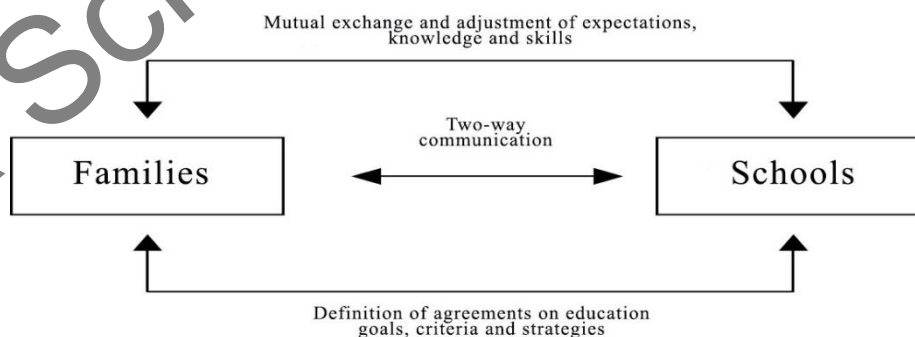 Mutual exchange and adjustment of expectations,
knowledge and skills
Two-way
communication
Families
Schools
Definition of agreements on education
goals, criteria and strategies